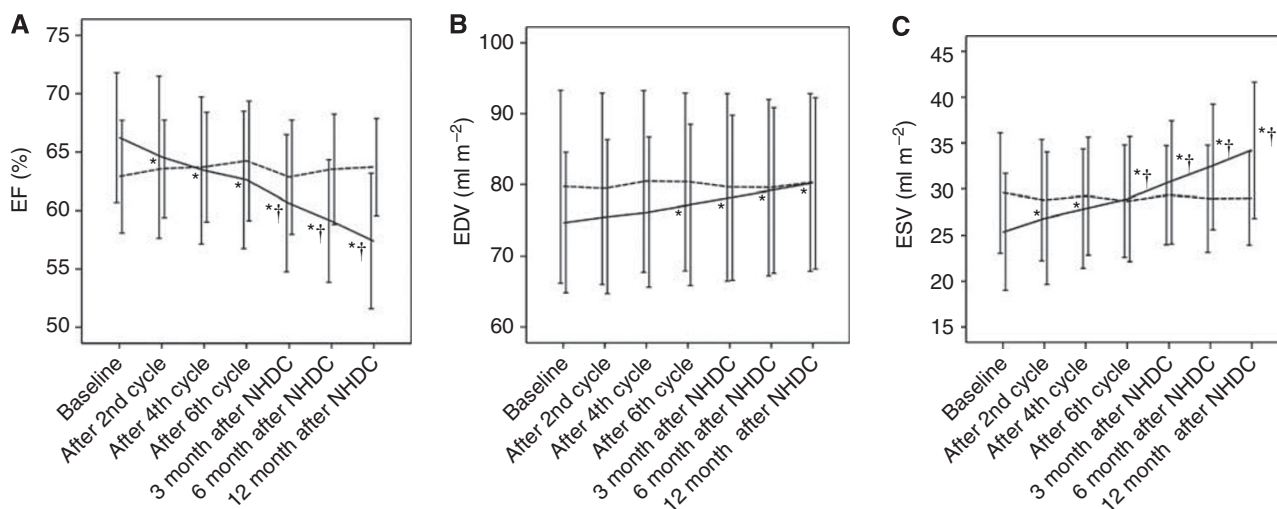 A
EF (%)
75
70
65
60
55
50
*
*
*
*†
*†
*†
Baseline
After 2nd cycle
After 4th cycle
After 6th cycle
3 month after NHDC
6 month after NHDC
12 month after NHDC
B
EDV (ml m⁻²)
100
90
80
70
60
*
*
*
*
Baseline
After 2nd cycle
After 4th cycle
After 6th cycle
3 month after NHDC
6 month after NHDC
12 month after NHDC
C
ESV (ml m⁻²)
45
40
35
30
25
20
15
*
*
*†
*†
*†
*†
Baseline
After 2nd cycle
After 4th cycle
After 6th cycle
3 month after NHDC
6 month after NHDC
12 month after NHDC